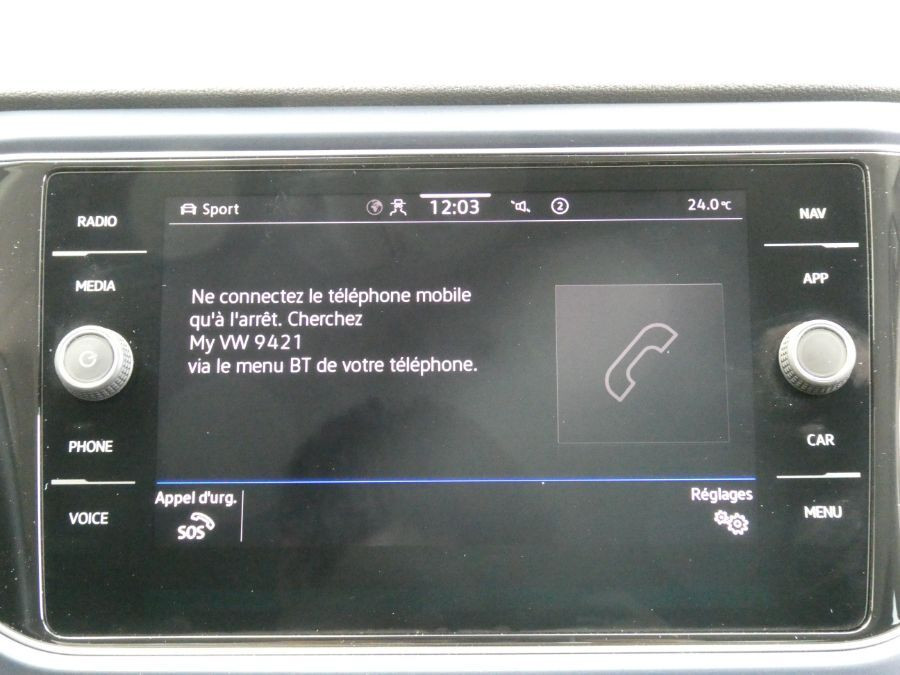 RADIO
MEDIA
PHONE
VOICE
Sport
12:03
2
24.0°C
Ne connectez le téléphone mobile
qu'à l'arrêt. Cherchez
My VW 9421
via le menu BT de votre téléphone.
Appel d'urg.
SOS
Réglages
NAV
APP
CAR
MENU